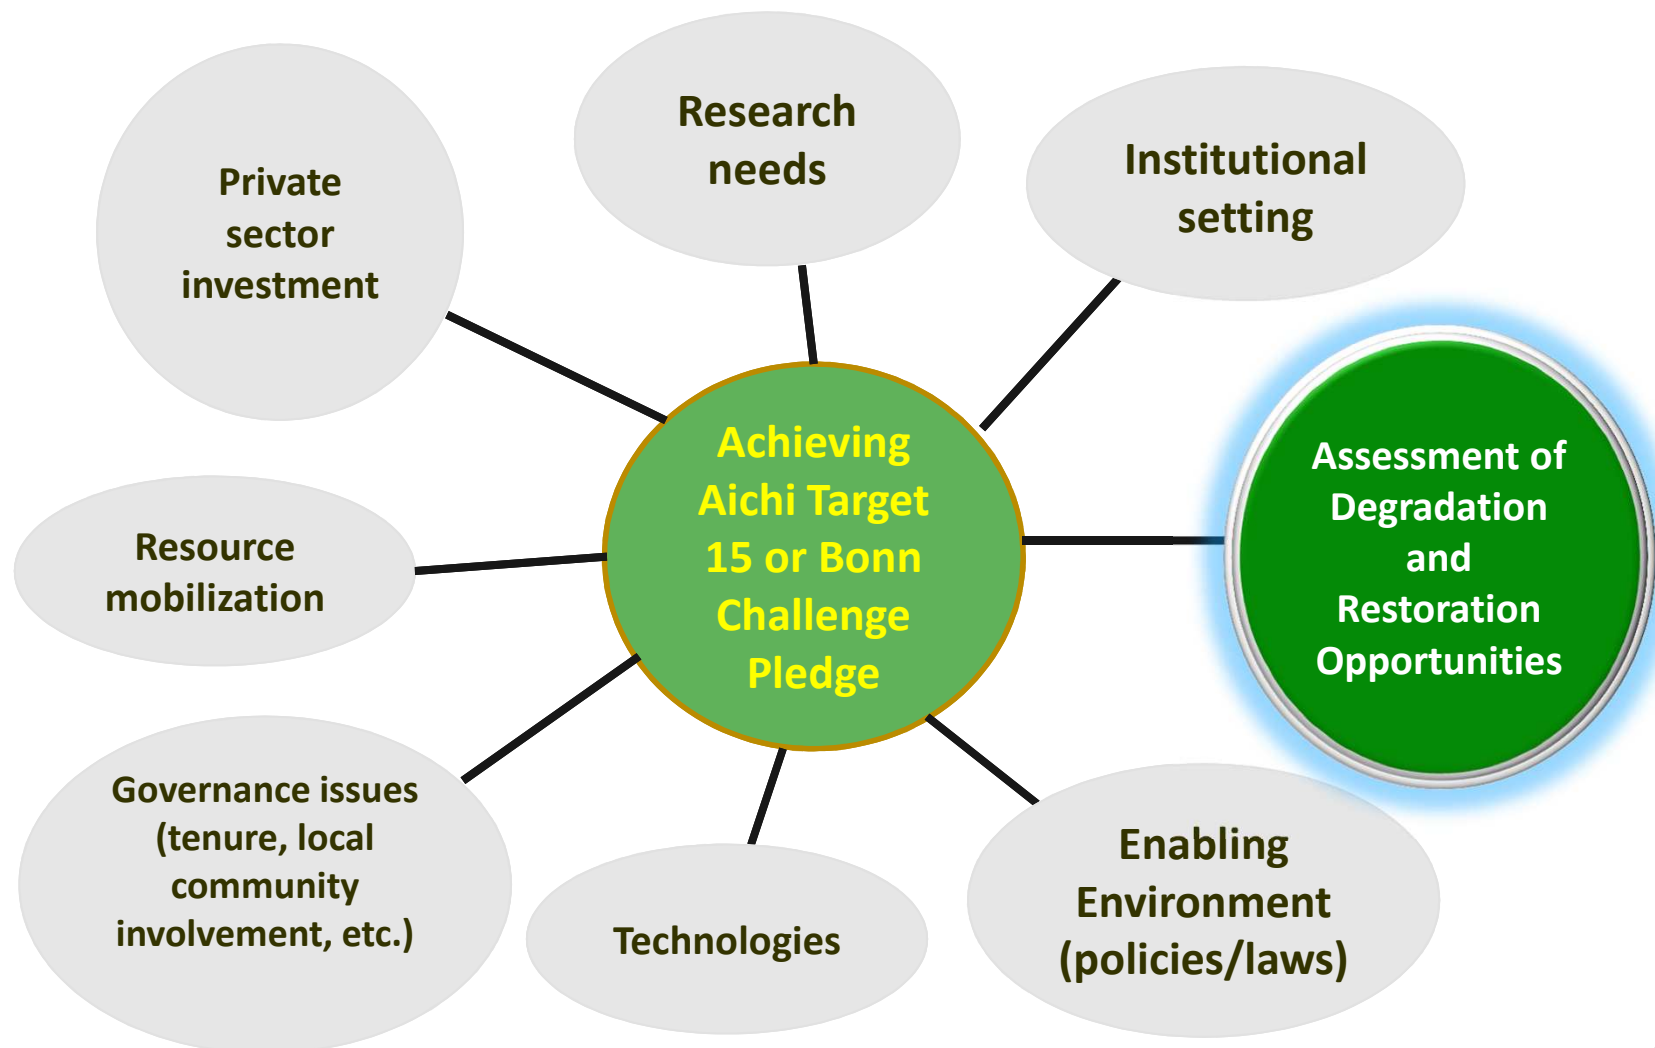 Research
needs
Institutional
setting
Private
sector
investment
Achieving
Aichi Target
15 or Bonn
Challenge
Pledge
Assessment of
Degradation
and
Restoration
Opportunities
Resource
mobilization
Governance issues
(tenure, local
community
involvement, etc.)
Technologies
Enabling
Environment
(policies/laws)